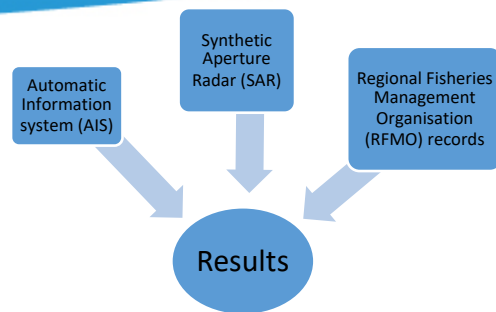 Automatic
Information
system (AIS)
Synthetic
Aperture
Radar (SAR)
Regional Fisheries
Management
Organisation
(RFMO) records
Results